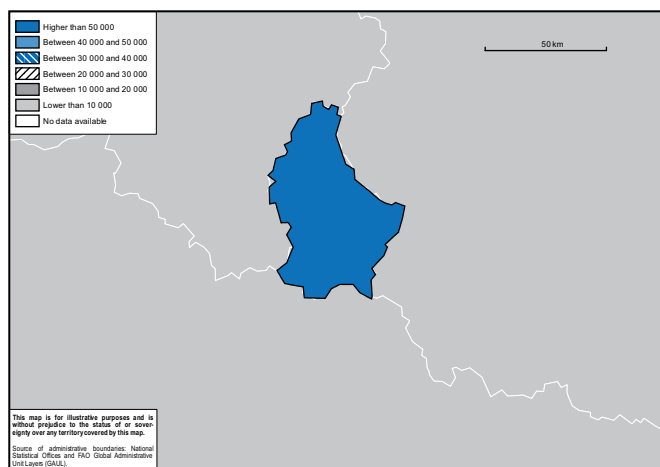 Higher than 50 000
Between 40 000 and 50 000
Between 30 000 and 40 000
Between 20 000 and 30 000
Between 10 000 and 20 000
Lower than 10 000
No data available
50 km
This map is for illustrative purposes and is
without prejudice to the status of or sover-
eignty over any territory covered by this map.
Source of administrative boundaries: National
Statistical Offices and FAO Global Administrative
Unit Layers (GAUL).